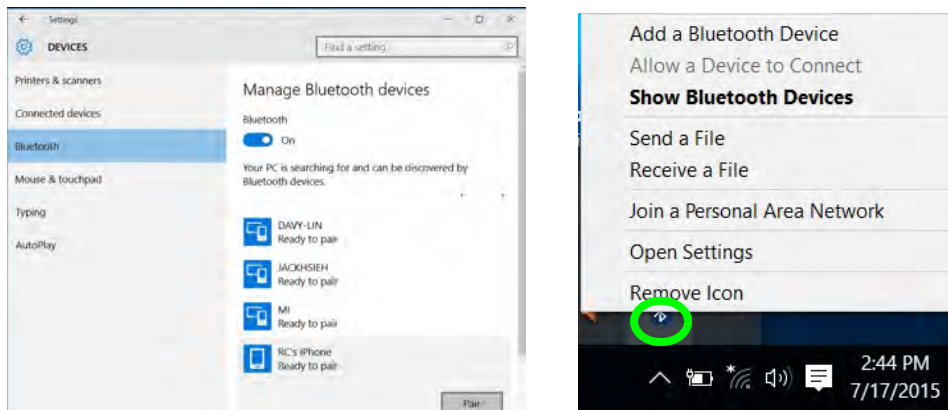 Settings
DEVICES
Find a setting
Printers & scanners
Connected devices
Bluetooth
Mouse & touchpad
Typing
AutoPlay
Manage Bluetooth devices
Bluetooth
On
Your PC is searching for and can be discovered by
Bluetooth devices.
DAVY-LIN
Ready to pair
JACKHSIEH
Ready to pair
MI
Ready to pair
RC's iPhone
Ready to pair
Pair
Add a Bluetooth Device
Allow a Device to Connect
Show Bluetooth Devices
Send a File
Receive a File
Join a Personal Area Network
Open Settings
Remove Icon
2:44 PM
7/17/2015